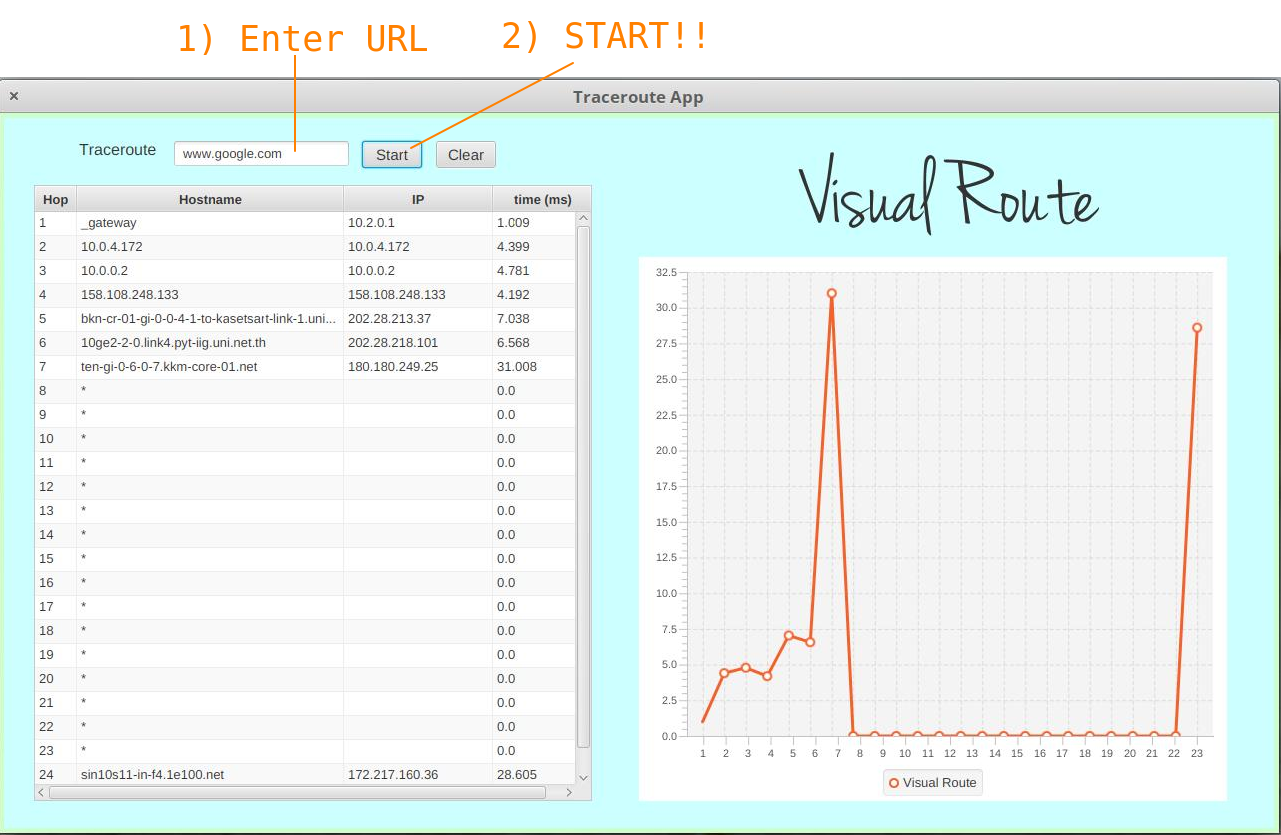 1) Enter URL 2) START!!
× Traceroute App
Traceroute www.google.com Start Clear
Visual Route
Hop Hostname IP time (ms)
1 _gateway 10.2.0.1 1.009
2 10.0.4.172 10.0.4.172 4.399
3 10.0.0.2 10.0.0.2 4.781
4 158.108.248.133 158.108.248.133 4.192
5 bkn-cr-01-gi-0-0-4-1-to-kasetsart-link-1.uni... 202.28.213.37 7.038
6 10ge2-2-0.link4.pyt-iig.uni.net.th 202.28.218.101 6.568
7 ten-gi-0-6-0-7.kkm-core-01.net 180.180.249.25 31.008
8 * 0.0
9 * 0.0
10 * 0.0
11 * 0.0
12 * 0.0
13 * 0.0
14 * 0.0
15 * 0.0
16 * 0.0
17 * 0.0
18 * 0.0
19 * 0.0
20 * 0.0
21 * 0.0
22 * 0.0
23 * 0.0
24 sin10s11-in-f4.1e100.net 172.217.160.36 28.605
32.5
30.0
27.5
25.0
22.5
20.0
17.5
15.0
12.5
10.0
7.5
5.0
2.5
0.0
1 2 3 4 5 6 7 8 9 10 11 12 13 14 15 16 17 18 19 20 21 22 23
Visual Route